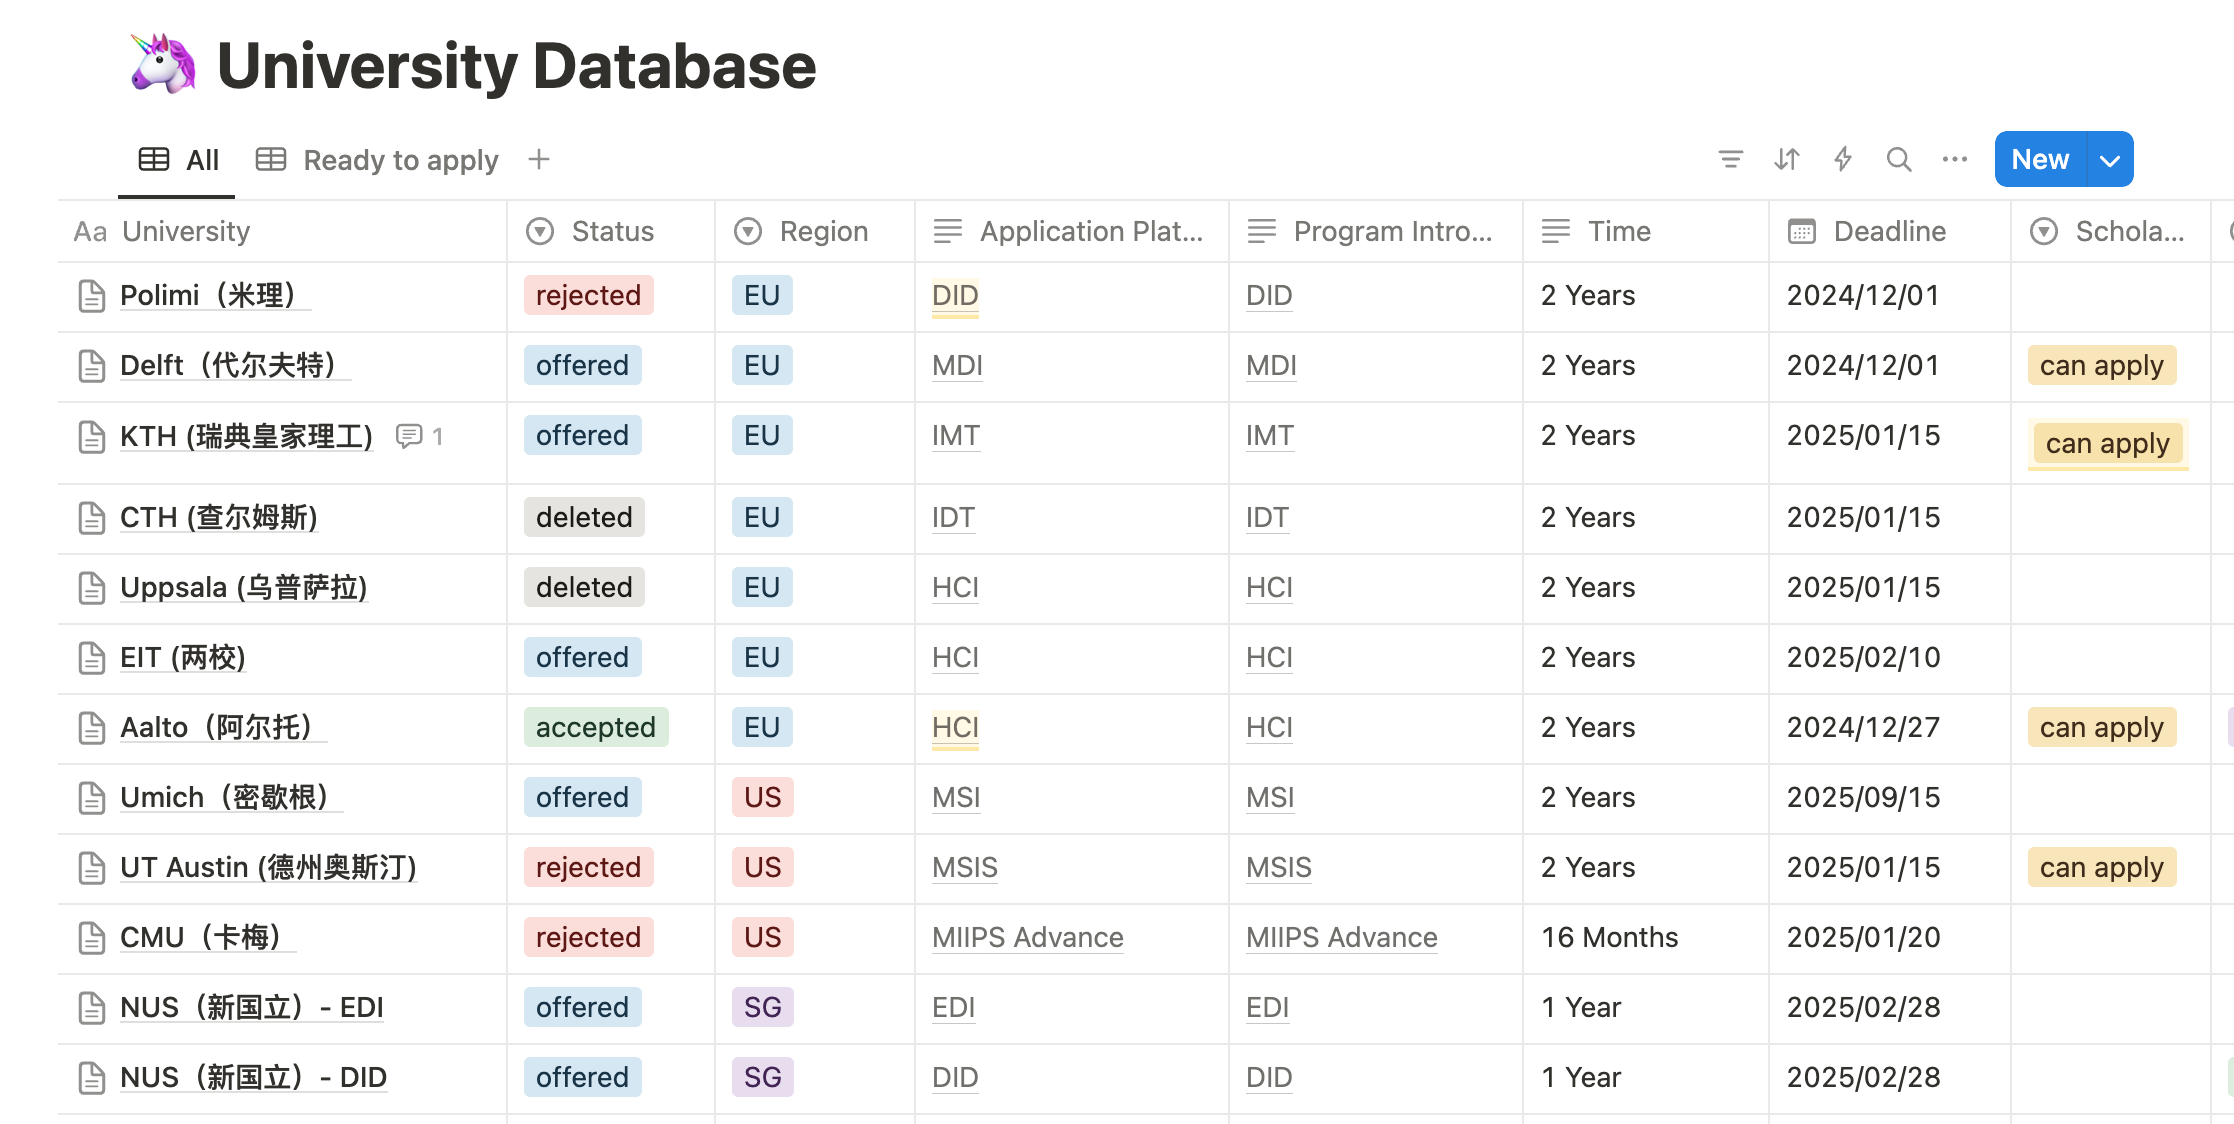 University Database
All Ready to apply
New
Aa University Status Region Application Plat... Program Intro... Time Deadline Schola...
Polimi（米理） rejected EU DID DID 2 Years 2024/12/01
Delft（代尔夫特） offered EU MDI MDI 2 Years 2024/12/01 can apply
KTH (瑞典皇家理工) 1 offered EU IMT IMT 2 Years 2025/01/15 can apply
CTH (查尔姆斯) deleted EU IDT IDT 2 Years 2025/01/15
Uppsala (乌普萨拉) deleted EU HCI HCI 2 Years 2025/01/15
EIT (两校) offered EU HCI HCI 2 Years 2025/02/10
Aalto（阿尔托） accepted EU HCI HCI 2 Years 2024/12/27 can apply
Umich（密歇根） offered US MSI MSI 2 Years 2025/09/15
UT Austin (德州奥斯汀) rejected US MSIS MSIS 2 Years 2025/01/15 can apply
CMU（卡梅） rejected US MIIPS Advance MIIPS Advance 16 Months 2025/01/20
NUS（新国立）- EDI offered SG EDI EDI 1 Year 2025/02/28
NUS（新国立）- DID offered SG DID DID 1 Year 2025/02/28